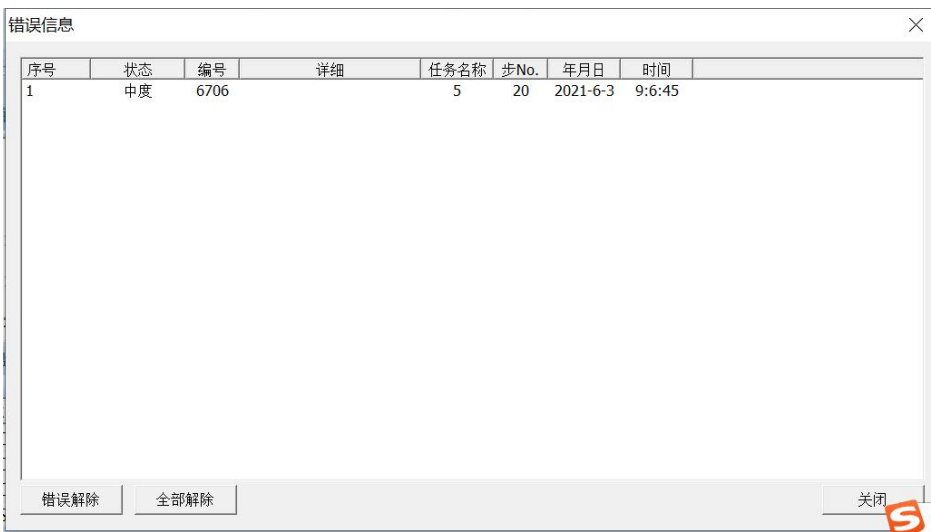 错误信息
序号 状态 编号 详细 任务名称 步No. 年月日 时间
1 中度 6706 5 20 2021-6-3 9:6:45
错误解除 全部解除 关闭